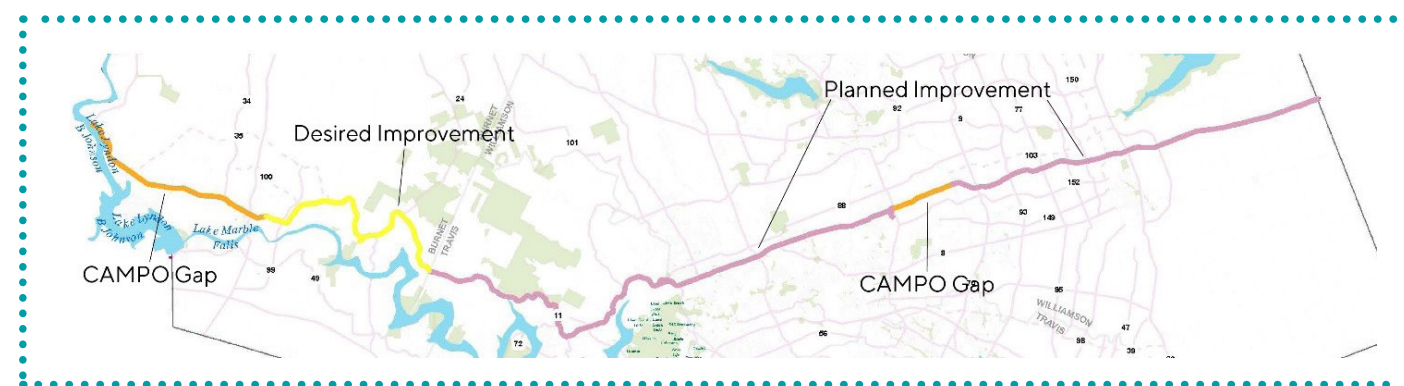 Planned Improvement
150
34
24
92
77
9
BURNET
WILLIAMSON
Desired Improvement
35
101
Lake Lyndon
B Johnson
103
100
152
88
93
149
Lake Lyndon
B Johnson
Lake Marble
Falls
BURNET
TRAVIS
8
CAMPO Gap
99
49
CAMPO Gap
95
WILLIAMSON
TRAVIS
11
47
56
72
98
39